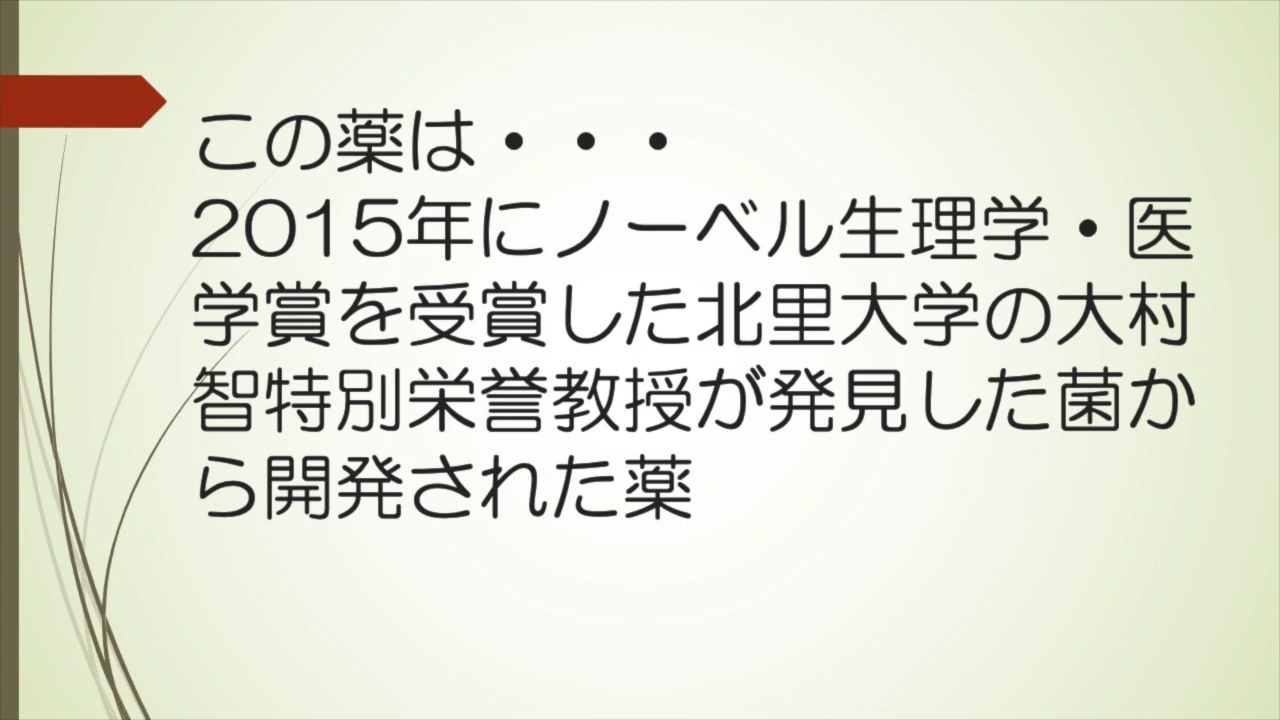 この薬は・・・
2015年にノーベル生理学・医
学賞を受賞した北里大学の大村
智特別栄誉教授が発見した菌か
ら開発された薬